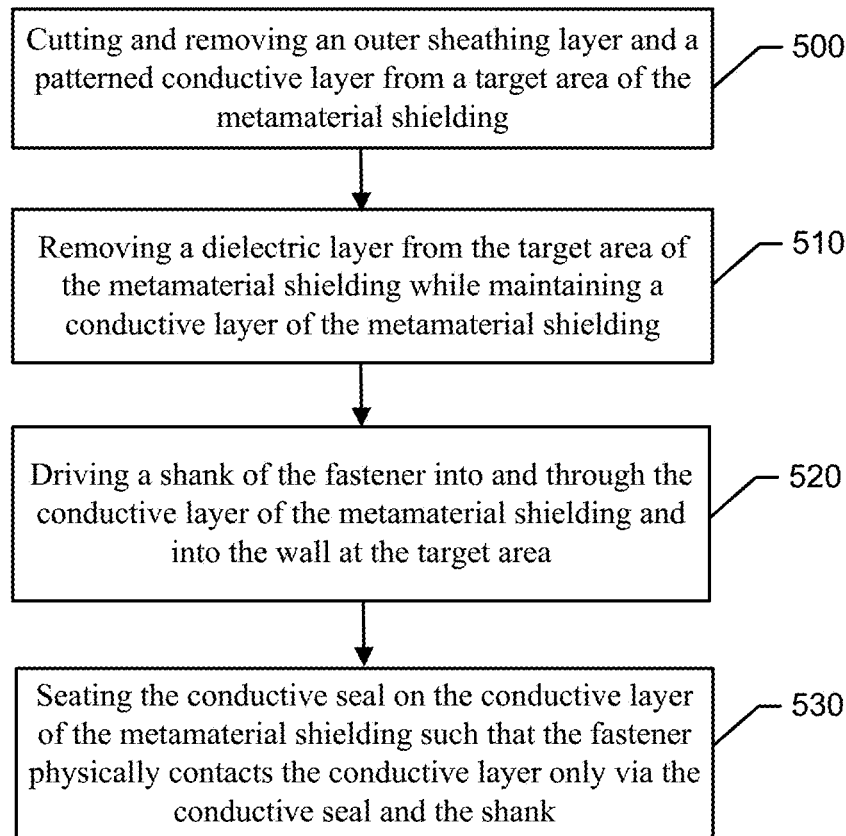 Cutting and removing an outer sheathing layer and a
patterned conductive layer from a target area of the
metamaterial shielding
500
Removing a dielectric layer from the target area of
the metamaterial shielding while maintaining a
conductive layer of the metamaterial shielding
510
Driving a shank of the fastener into and through the
conductive layer of the metamaterial shielding and
into the wall at the target area
520
Seating the conductive seal on the conductive layer
of the metamaterial shielding such that the fastener
physically contacts the conductive layer only via the
conductive seal and the shank
530